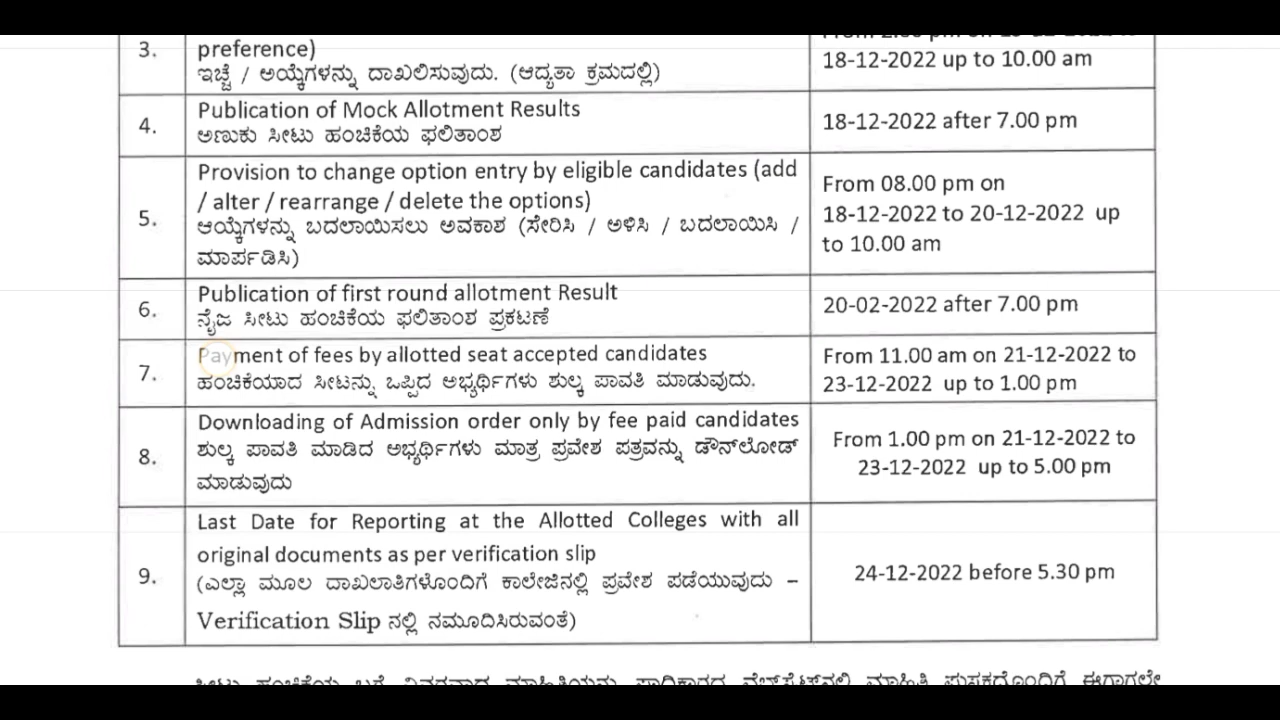 3.
preference)
ಇಚ್ಛೆ / ಅಯ್ಕೆಗಳನ್ನು ದಾಖಲಿಸುವುದು. (ಆದ್ಯತಾ ಕ್ರಮದಲ್ಲಿ)
18-12-2022 up to 10.00 am
4.
Publication of Mock Allotment Results
ಅಣುಕು ಸೀಟು ಹಂಚಿಕೆಯ ಫಲಿತಾಂಶ
18-12-2022 after 7.00 pm
5.
Provision to change option entry by eligible candidates (add
/ alter / rearrange / delete the options)
ಆಯ್ಕೆಗಳನ್ನು ಬದಲಾಯಿಸಲು ಅವಕಾಶ (ಸೇರಿಸಿ / ಅಳಿಸಿ / ಬದಲಾಯಿಸಿ /
ಮಾರ್ಪಡಿಸಿ)
From 08.00 pm on
18-12-2022 to 20-12-2022 up
to 10.00 am
6.
Publication of first round allotment Result
ನೈಜ ಸೀಟು ಹಂಚಿಕೆಯ ಫಲಿತಾಂಶ ಪ್ರಕಟಣೆ
20-02-2022 after 7.00 pm
7.
Payment of fees by allotted seat accepted candidates
ಹಂಚಿಕೆಯಾದ ಸೀಟನ್ನು ಒಪ್ಪಿದ ಅಭ್ಯರ್ಥಿಗಳು ಶುಲ್ಕ ಪಾವತಿ ಮಾಡುವುದು.
From 11.00 am on 21-12-2022 to
23-12-2022 up to 1.00 pm
8.
Downloading of Admission order only by fee paid candidates
ಶುಲ್ಕ ಪಾವತಿ ಮಾಡಿದ ಅಭ್ಯರ್ಥಿಗಳು ಮಾತ್ರ ಪ್ರವೇಶ ಪತ್ರವನ್ನು ಡೌನ್‌ಲೋಡ್
ಮಾಡುವುದು
From 1.00 pm on 21-12-2022 to
23-12-2022 up to 5.00 pm
9.
Last Date for Reporting at the Allotted Colleges with all
original documents as per verification slip
(ಎಲ್ಲಾ ಮೂಲ ದಾಖಲಾತಿಗಳೊಂದಿಗೆ ಕಾಲೇಜಿನಲ್ಲಿ ಪ್ರವೇಶ ಪಡೆಯುವುದು –
Verification Slip ನಲ್ಲಿ ನಮೂದಿಸಿರುವಂತೆ)
24-12-2022 before 5.30 pm